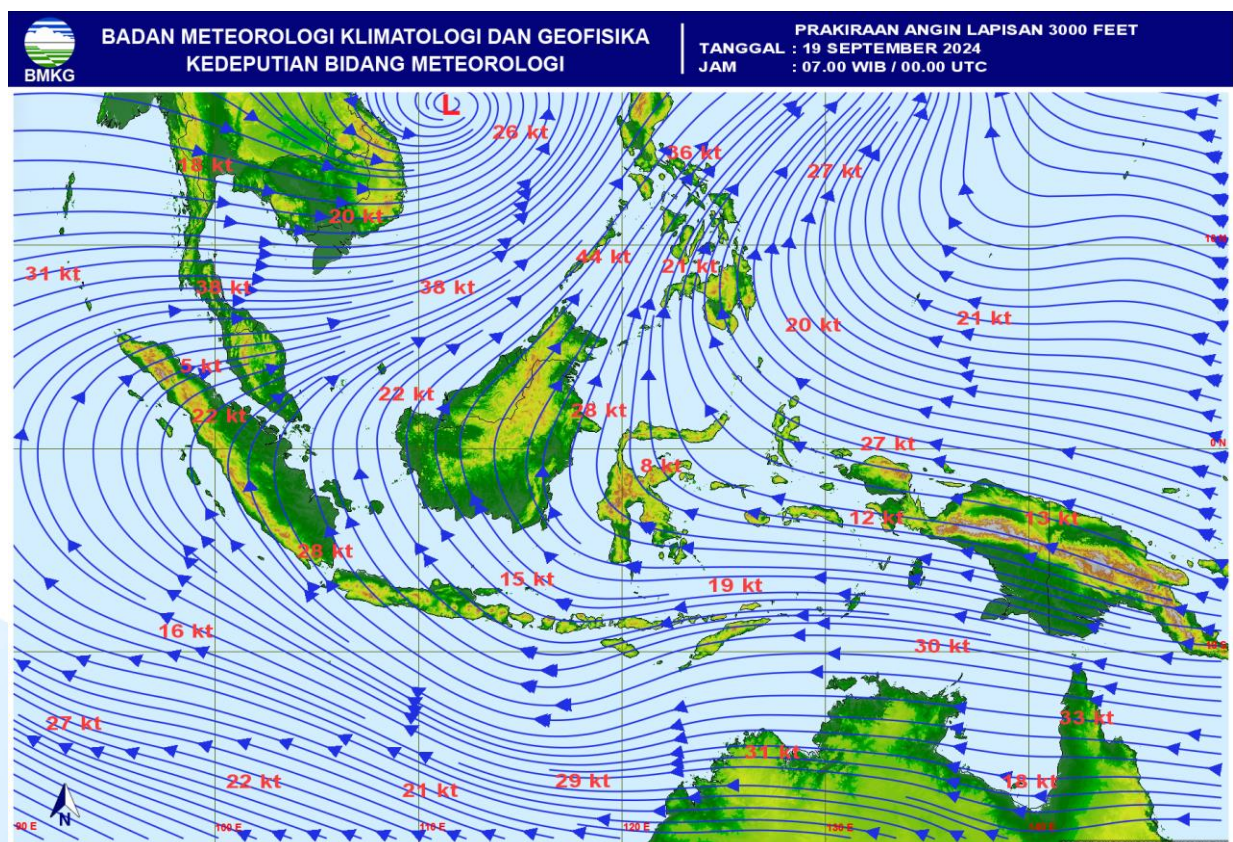 BMKG
BADAN METEOROLOGI KLIMATOLOGI DAN GEOFISIKA
KEDEPUTIAN BIDANG METEOROLOGI
PRAKIRAAN ANGIN LAPISAN 3000 FEET
TANGGAL : 19 SEPTEMBER 2024
JAM : 07.00 WIB / 00.00 UTC
L
26 kt
36 kt
18 kt
27 kt
20 kt
10 N
44 kt
21 kt
31 kt
38 kt
38 kt
21 kt
20 kt
5 kt
22 kt
22 kt
28 kt
27 kt
0 N
8 kt
12 kt
13 kt
28 kt
15 kt
19 kt
16 kt
30 kt
10 S
27 kt
33 kt
31 kt
22 kt
21 kt
29 kt
18 kt
N
90 E
100 E
110 E
120 E
130 E
140 E